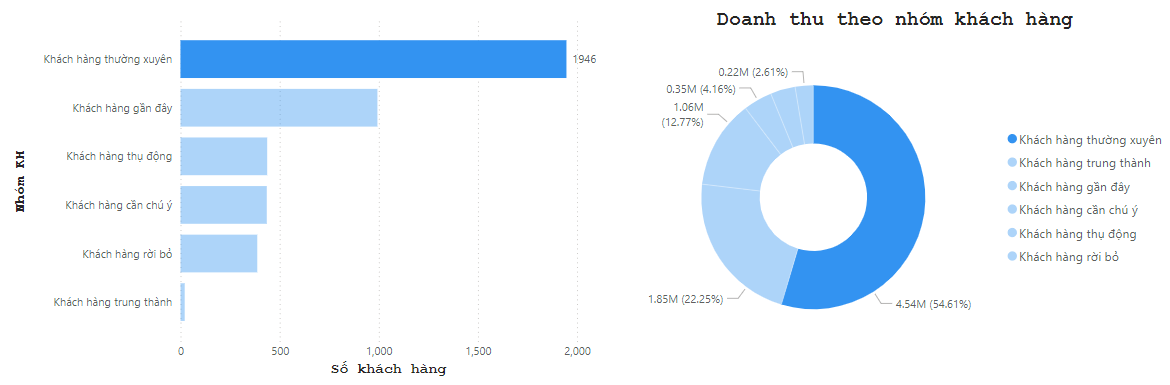 Nhóm KH
Khách hàng thường xuyên
1946
Khách hàng gần đây
Khách hàng thụ động
Khách hàng cần chú ý
Khách hàng rời bỏ
Khách hàng trung thành
0
500
1,000
1,500
2,000
Số khách hàng
Doanh thu theo nhóm khách hàng
0.22M (2.61%)
0.35M (4.16%)
1.06M
(12.77%)
1.85M (22.25%)
4.54M (54.61%)
Khách hàng thường xuyên
Khách hàng trung thành
Khách hàng gần đây
Khách hàng cần chú ý
Khách hàng thụ động
Khách hàng rời bỏ